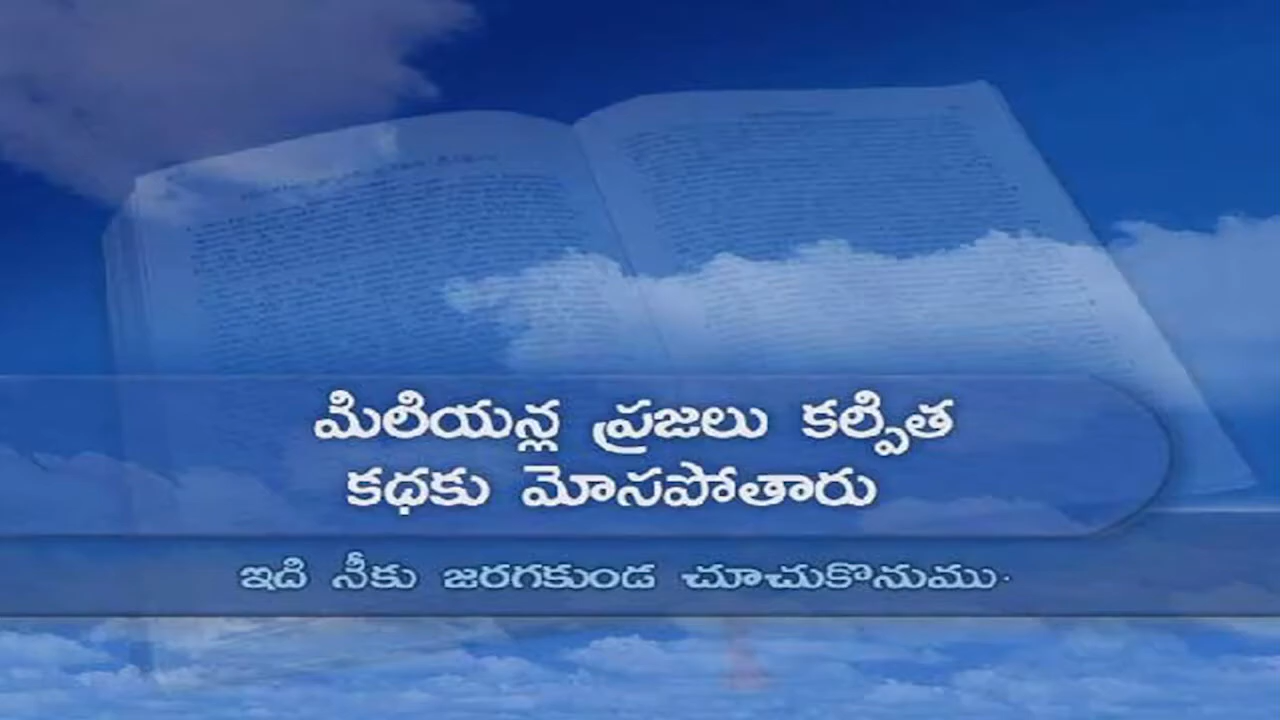 మిలియన్ల ప్రజలు కల్పిత
కథకు మోసపోతారు
ఇది నీకు జరగకుండ చూచుకొనుము.